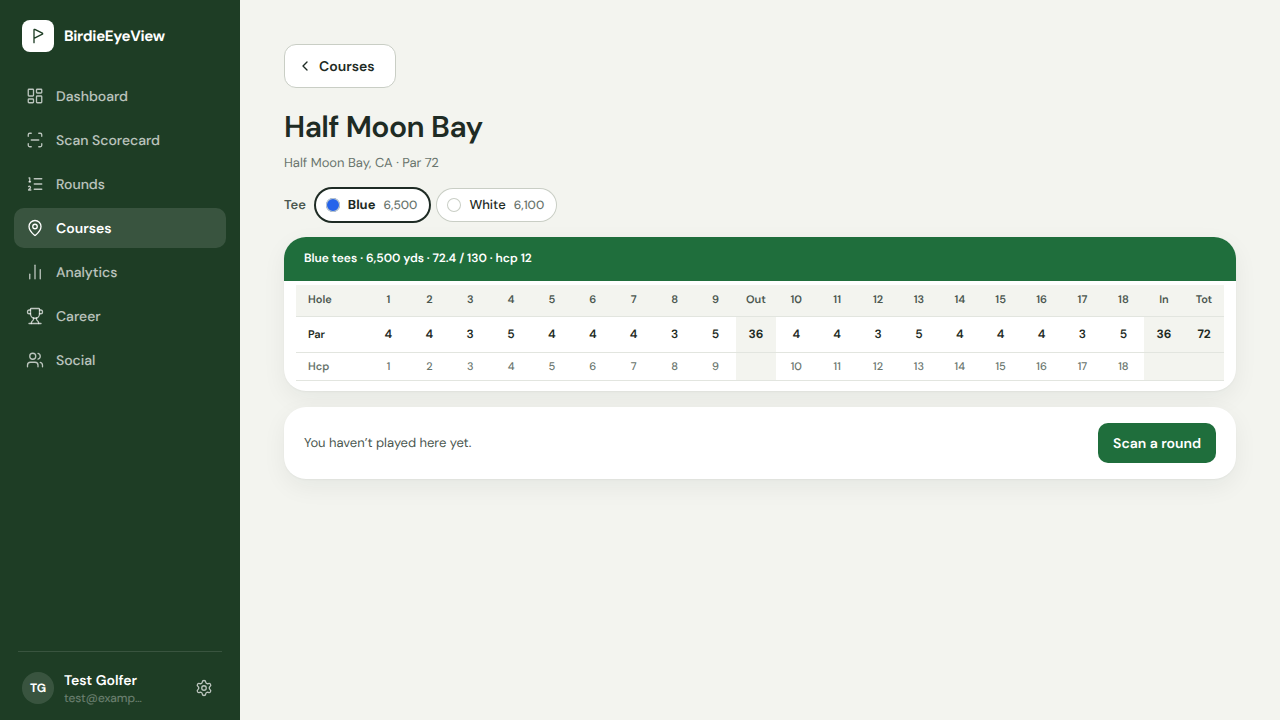 BirdieEyeView
Dashboard
Scan Scorecard
Rounds
Courses
Analytics
Career
Social
TG
Test Golfer
test@examp...
Courses
Half Moon Bay
Half Moon Bay, CA · Par 72
Tee Blue 6,500 White 6,100
Blue tees · 6,500 yds · 72.4 / 130 · hcp 12
Hole 1 2 3 4 5 6 7 8 9 Out 10 11 12 13 14 15 16 17 18 In Tot
Par 4 4 3 5 4 4 4 3 5 36 4 4 3 5 4 4 4 3 5 36 72
Hcp 1 2 3 4 5 6 7 8 9 10 11 12 13 14 15 16 17 18
You haven’t played here yet.
Scan a round